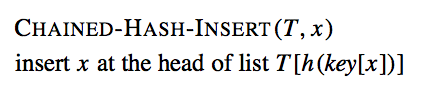 CHAINED-HASH-INSERT(T, x)
insert x at the head of list T[h(key[x])]